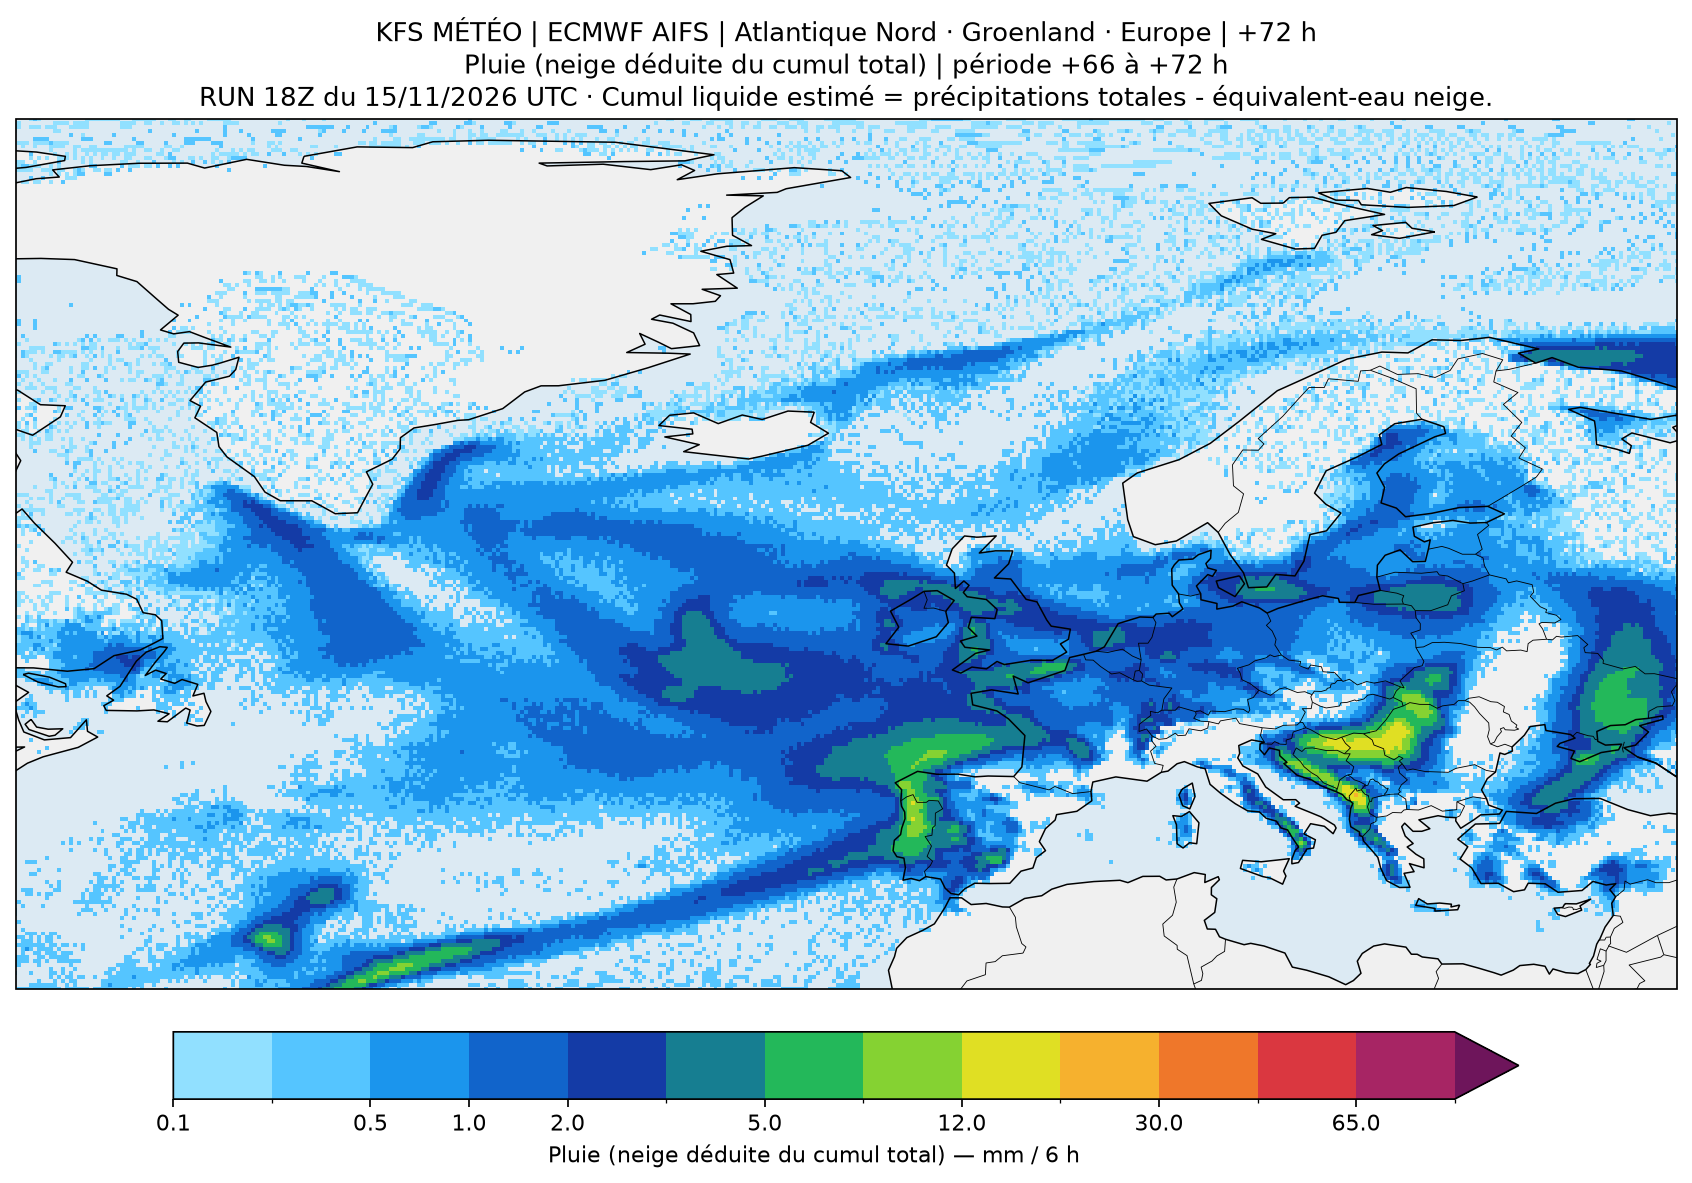 KFS MÉTÉO | ECMWF AIFS | Atlantique Nord · Groenland · Europe | +72 h
Pluie (neige déduite du cumul total) | période +66 à +72 h
RUN 18Z du 15/11/2026 UTC · Cumul liquide estimé = précipitations totales - équivalent-eau neige.
0.1 0.5 1.0 2.0 5.0 12.0 30.0 65.0
Pluie (neige déduite du cumul total) — mm / 6 h